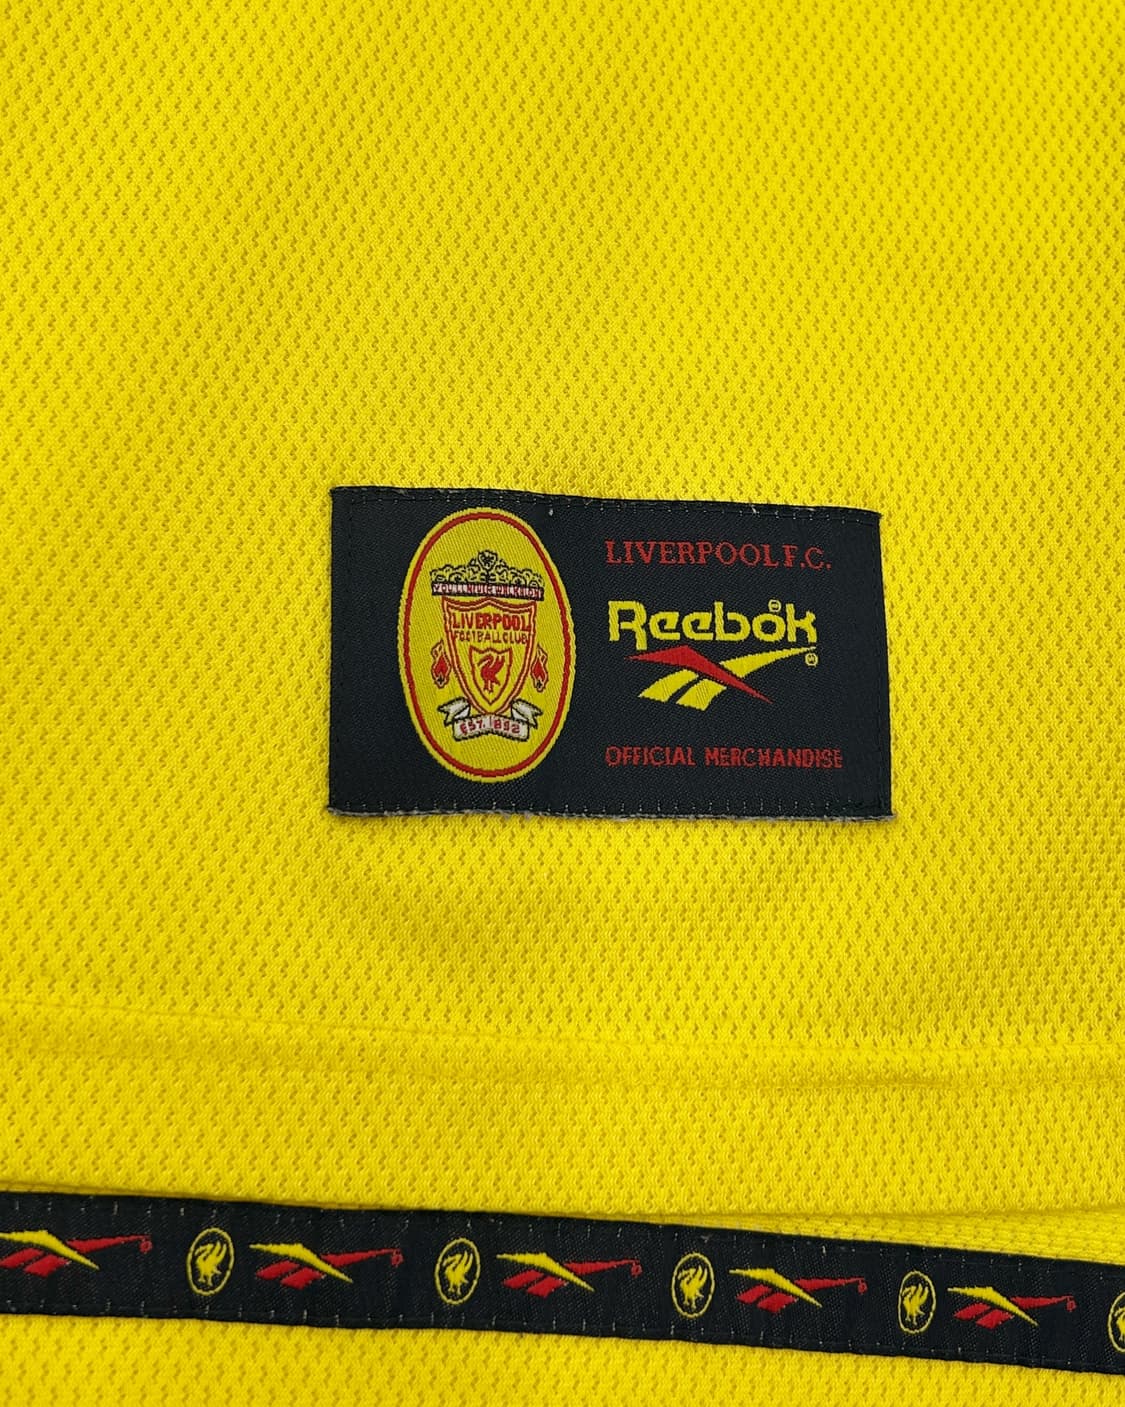 YOU'LL NEVER WALK ALONE
LIVERPOOL
FOOTBALL CLUB
EST. 1892
LIVERPOOL F.C.
Reebok
OFFICIAL MERCHANDISE